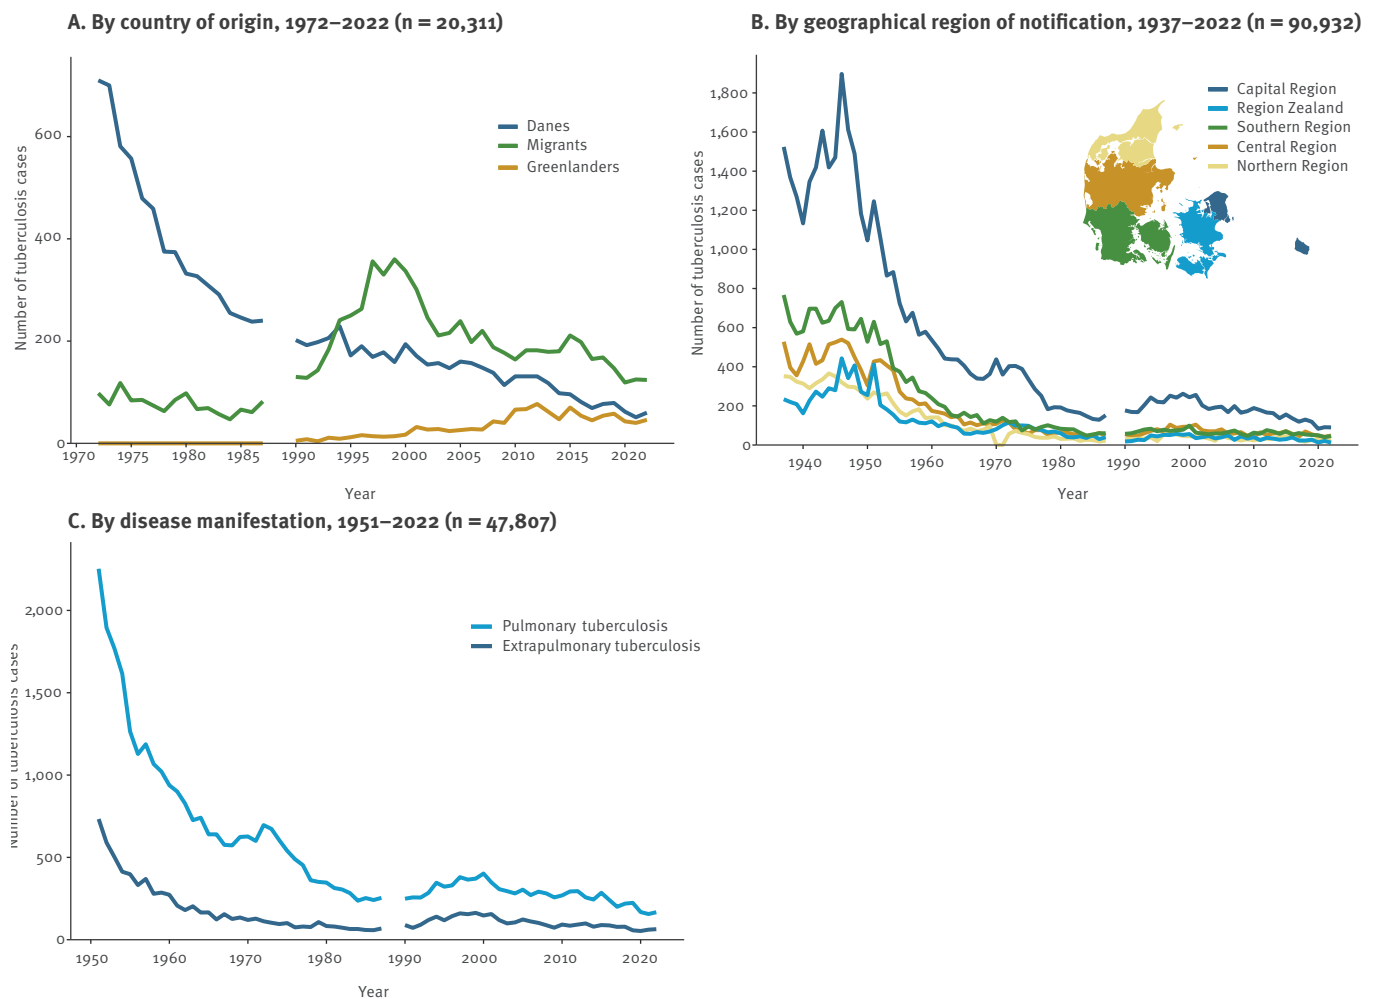 A. By country of origin, 1972–2022 (n = 20,311)
Number of tuberculosis cases
600
400
200
0
1970 1975 1980 1985 1990 1995 2000 2005 2010 2015 2020
Year
Danes
Migrants
Greenlanders
B. By geographical region of notification, 1937–2022 (n = 90,932)
Number of tuberculosis cases
1,800
1,600
1,400
1,200
1,000
800
600
400
200
0
1940 1950 1960 1970 1980 1990 2000 2010 2020
Year
Capital Region
Region Zealand
Southern Region
Central Region
Northern Region
C. By disease manifestation, 1951–2022 (n = 47,807)
Number of tuberculosis cases
2,000
1,500
1,000
500
0
1950 1960 1970 1980 1990 2000 2010 2020
Year
Pulmonary tuberculosis
Extrapulmonary tuberculosis